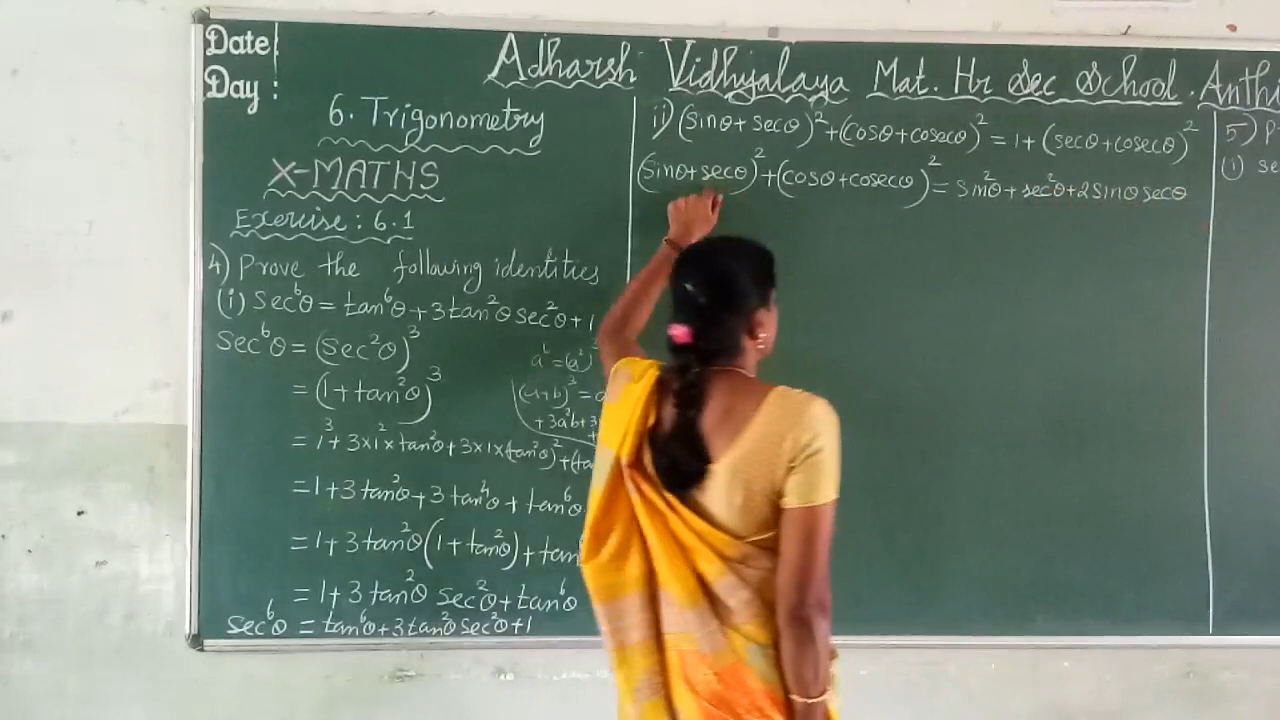 Date
Day :
Adharsh Vidhyalaya Mat. Hr Sec School. Anthi
6. Trigonometry
X-MATHS
Exercise : 6.1
4) Prove the following identities
(i) Sec⁶θ = tan⁶θ + 3tan²θ sec²θ + 1
Sec⁶θ = (Sec²θ)³
= (1 + tan²θ)³
= 1³ + 3×1²×tan²θ + 3×1×(tan²θ)² + (ta
= 1 + 3tan²θ + 3tan⁴θ + tan⁶θ
= 1 + 3tan²θ(1 + tan²θ) + tan
= 1 + 3tan²θ sec²θ + tan⁶θ
sec⁶θ = tan⁶θ + 3tan²θ sec²θ + 1
a⁶ = (a²)
(a+b)³ = a
+ 3a²b + 3
+
ii) (sinθ + secθ)² + (cosθ + cosecθ)² = 1 + (secθ + cosecθ)²
(sinθ + secθ)² + (cosθ + cosecθ)² = sin²θ + sec²θ + 2sinθ secθ
5) P
(i) se